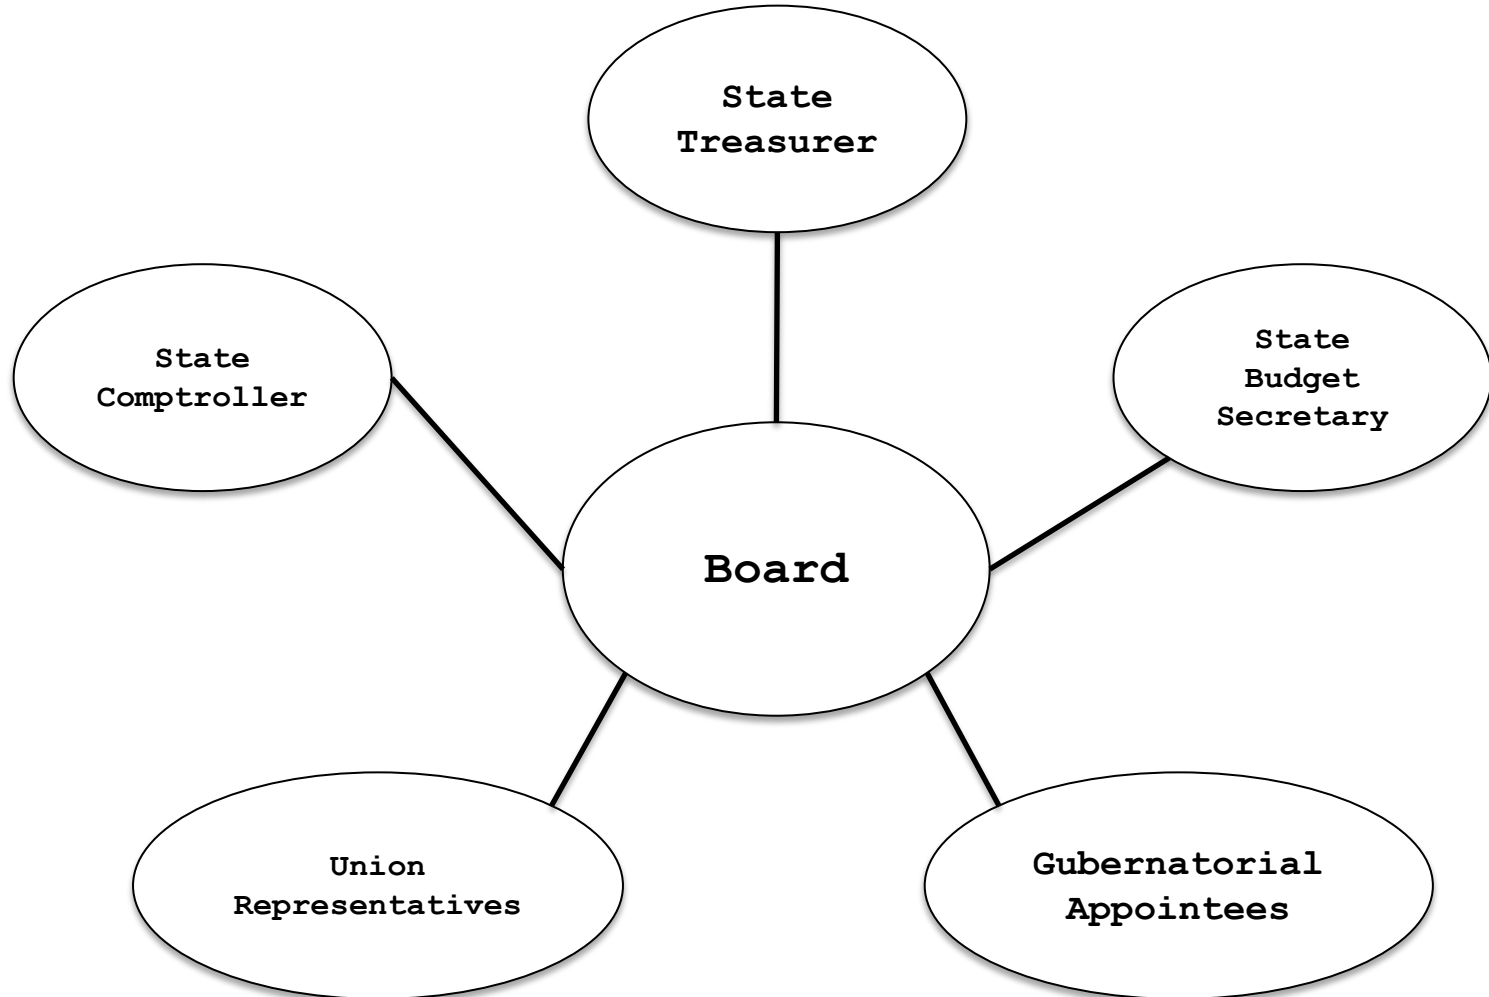 State
Treasurer
State
Comptroller
State
Budget
Secretary
Board
Union
Representatives
Gubernatorial
Appointees